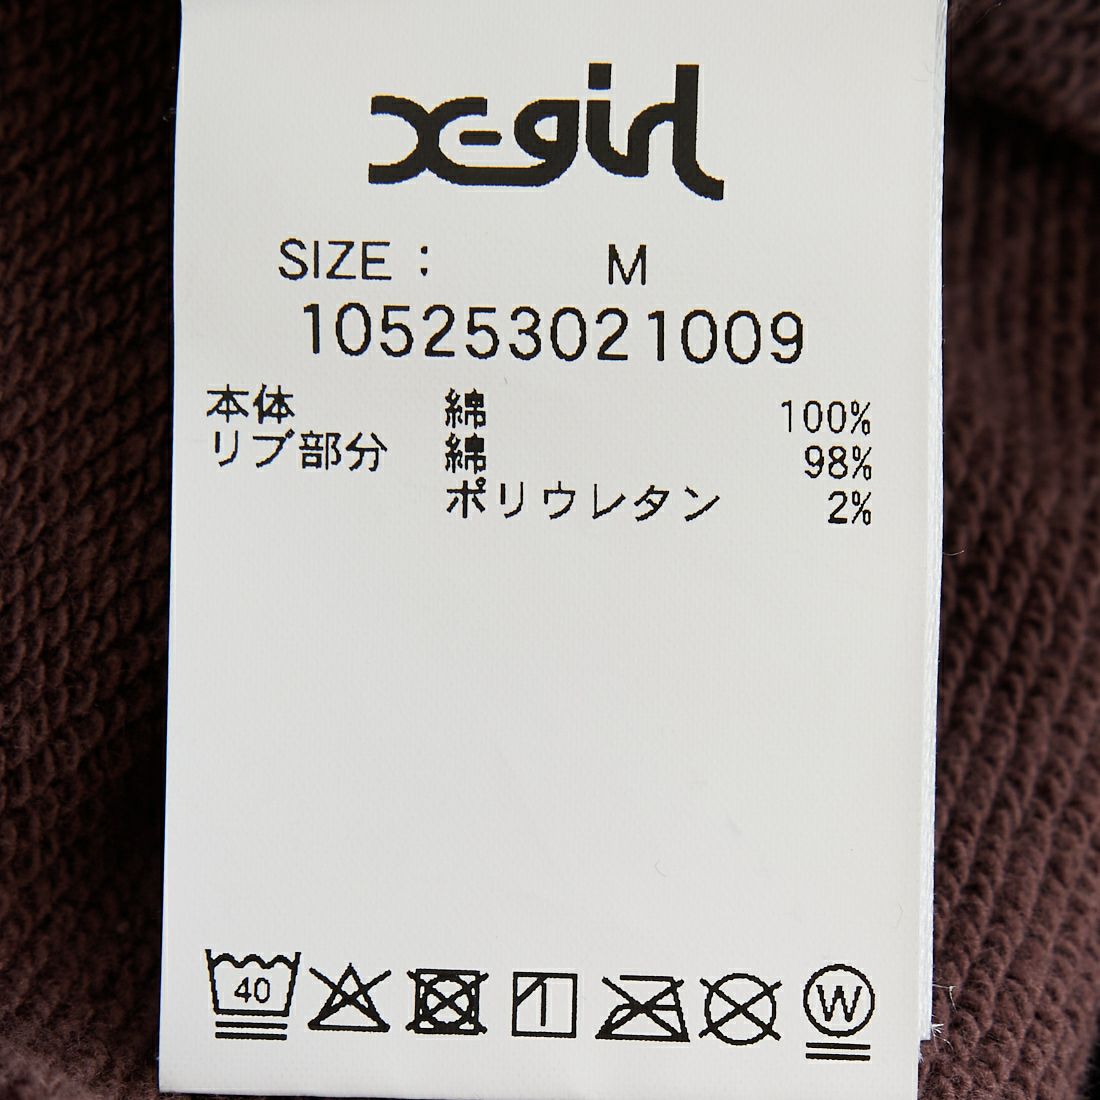 X-girl
SIZE : M
105253021009
本体 綿 100%
リブ部分 綿 98%
ポリウレタン 2%
40
W